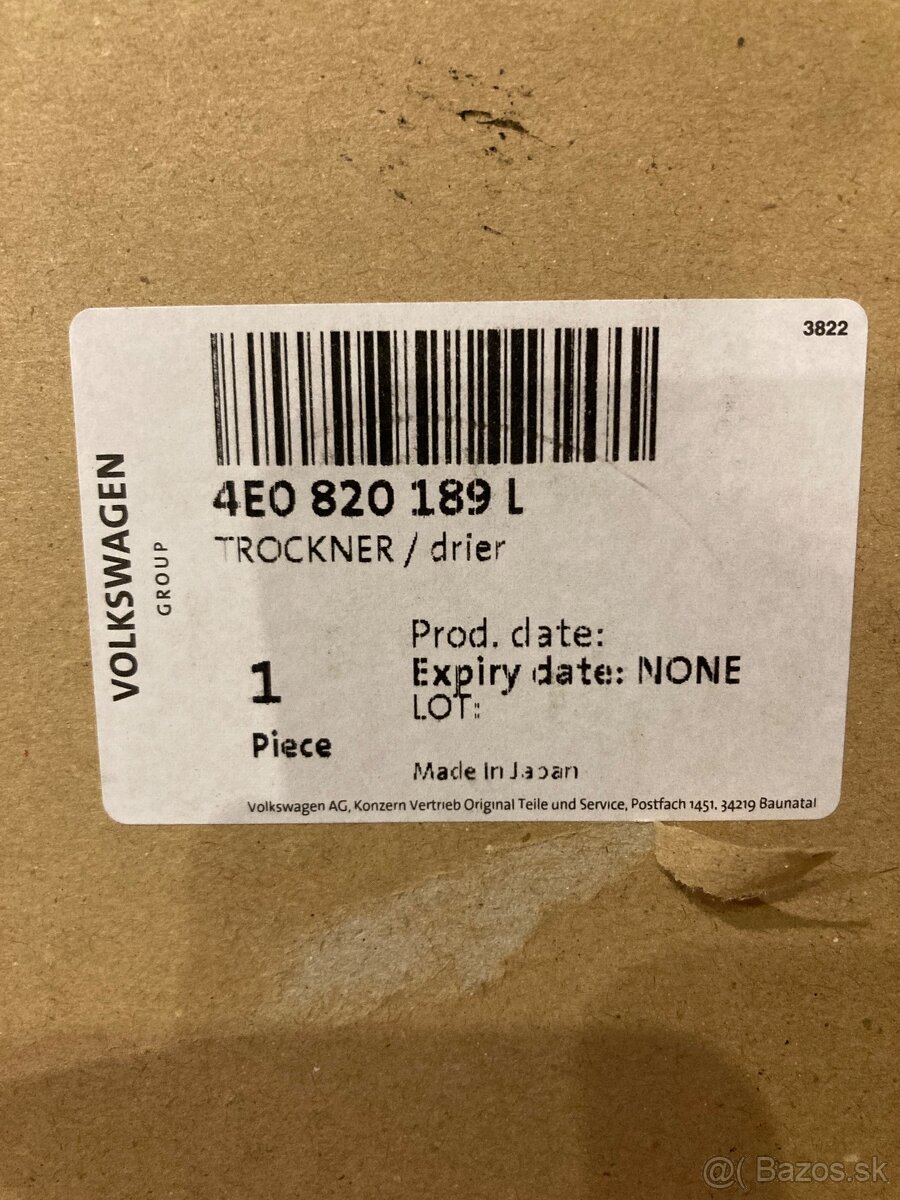 3822
4E0 820 189 L
TROCKNER / drier
VOLKSWAGEN
GROUP
Prod. date:
Expiry date: NONE
LOT:
1
Piece
Made In Japan
Volkswagen AG, Konzern Vertrieb Original Teile und Service, Postfach 1451, 34219 Baunatal
@( Bazos.sk